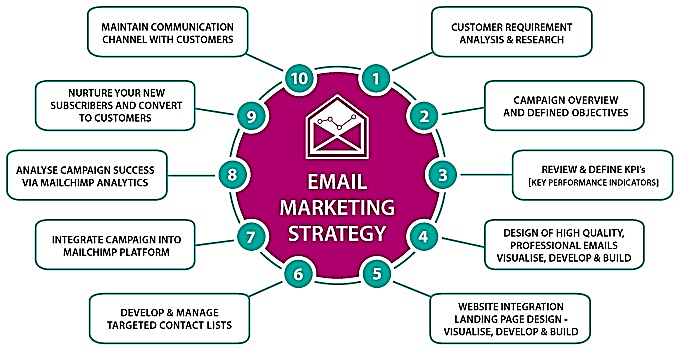 EMAIL
MARKETING
STRATEGY
1
CUSTOMER REQUIREMENT
ANALYSIS & RESEARCH
2
CAMPAIGN OVERVIEW
AND DEFINED OBJECTIVES
3
REVIEW & DEFINE KPI's
[KEY PERFORMANCE INDICATORS]
4
DESIGN OF HIGH QUALITY,
PROFESSIONAL EMAILS
VISUALISE, DEVELOP & BUILD
5
WEBSITE INTEGRATION
LANDING PAGE DESIGN -
VISUALISE, DEVELOP & BUILD
6
DEVELOP & MANAGE
TARGETED CONTACT LISTS
7
INTEGRATE CAMPAIGN INTO
MAILCHIMP PLATFORM
8
ANALYSE CAMPAIGN SUCCESS
VIA MAILCHIMP ANALYTICS
9
NURTURE YOUR NEW
SUBSCRIBERS AND CONVERT
TO CUSTOMERS
10
MAINTAIN COMMUNICATION
CHANNEL WITH CUSTOMERS